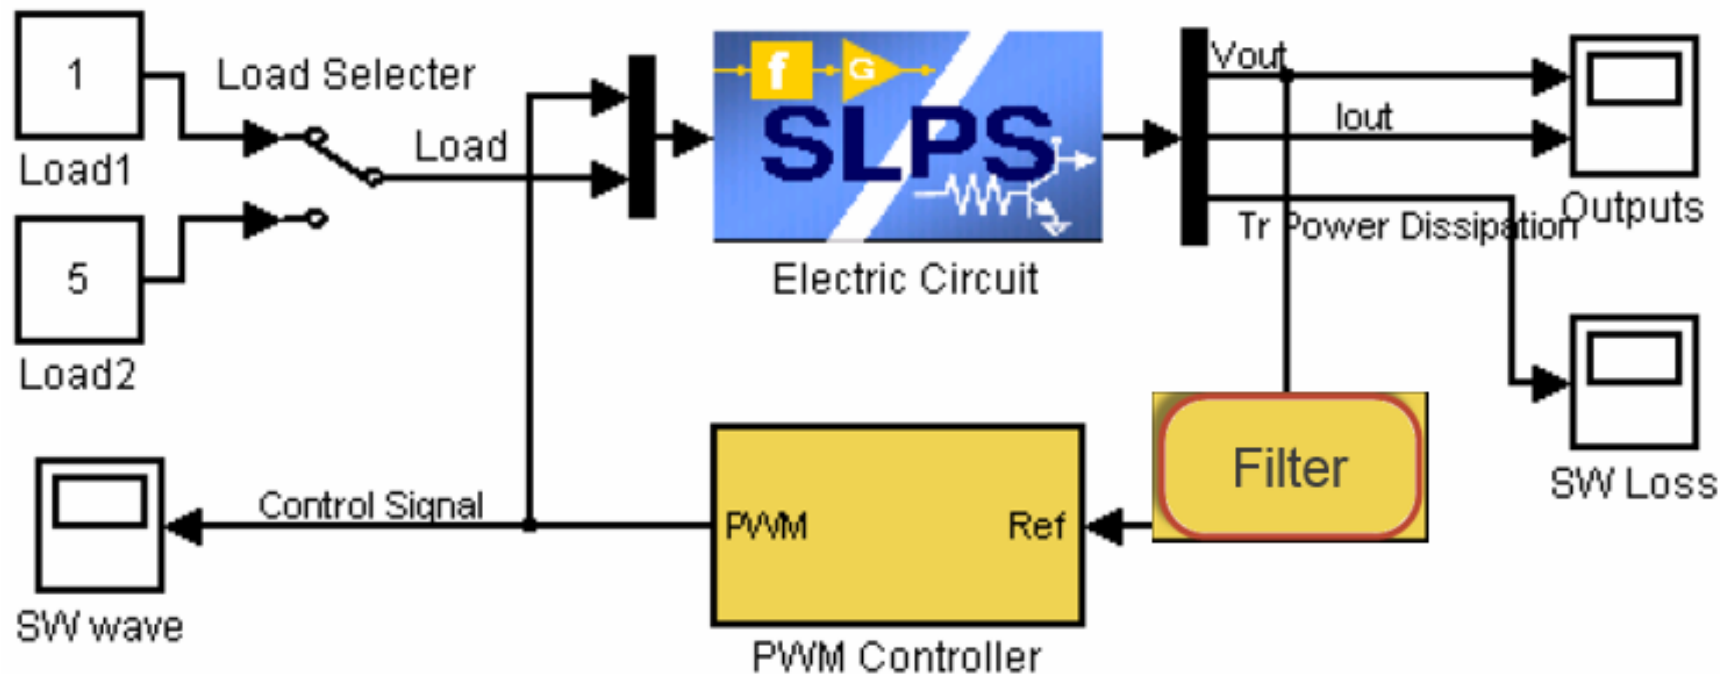 1
Load1
Load Selecter
Load
5
Load2
f
G
SLPS
Electric Circuit
Vout
Iout
Tr Power Dissipation
Outputs
SW Loss
Filter
Ref
PWM
PWM Controller
Control Signal
SW wave